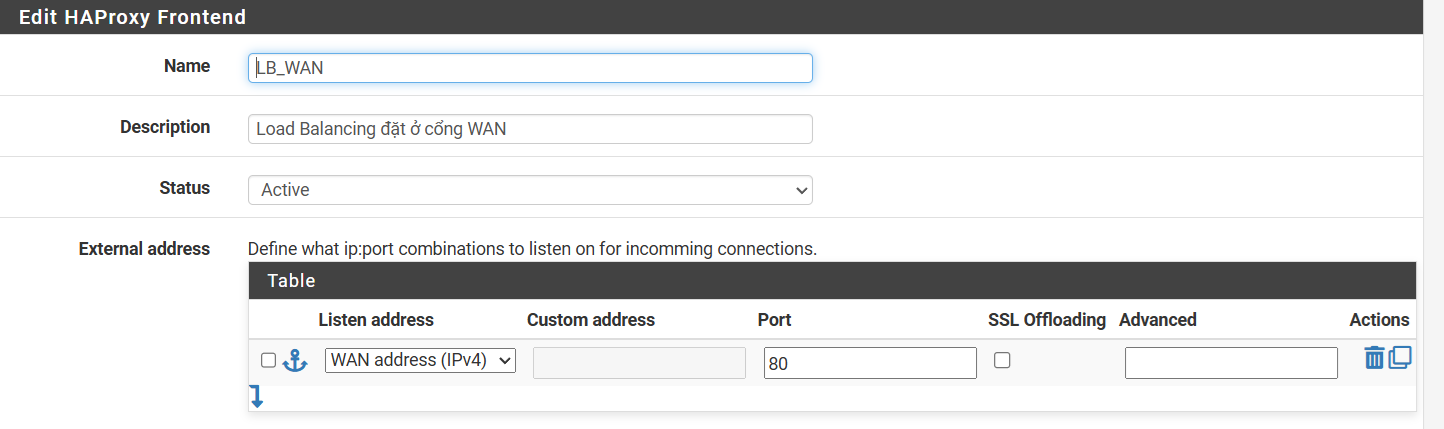 Edit HAProxy Frontend
Name
LB_WAN
Description
Load Balancing đặt ở cổng WAN
Status
Active
External address
Define what ip:port combinations to listen on for incomming connections.
Table
Listen address Custom address Port SSL Offloading Advanced Actions
WAN address (IPv4) 80